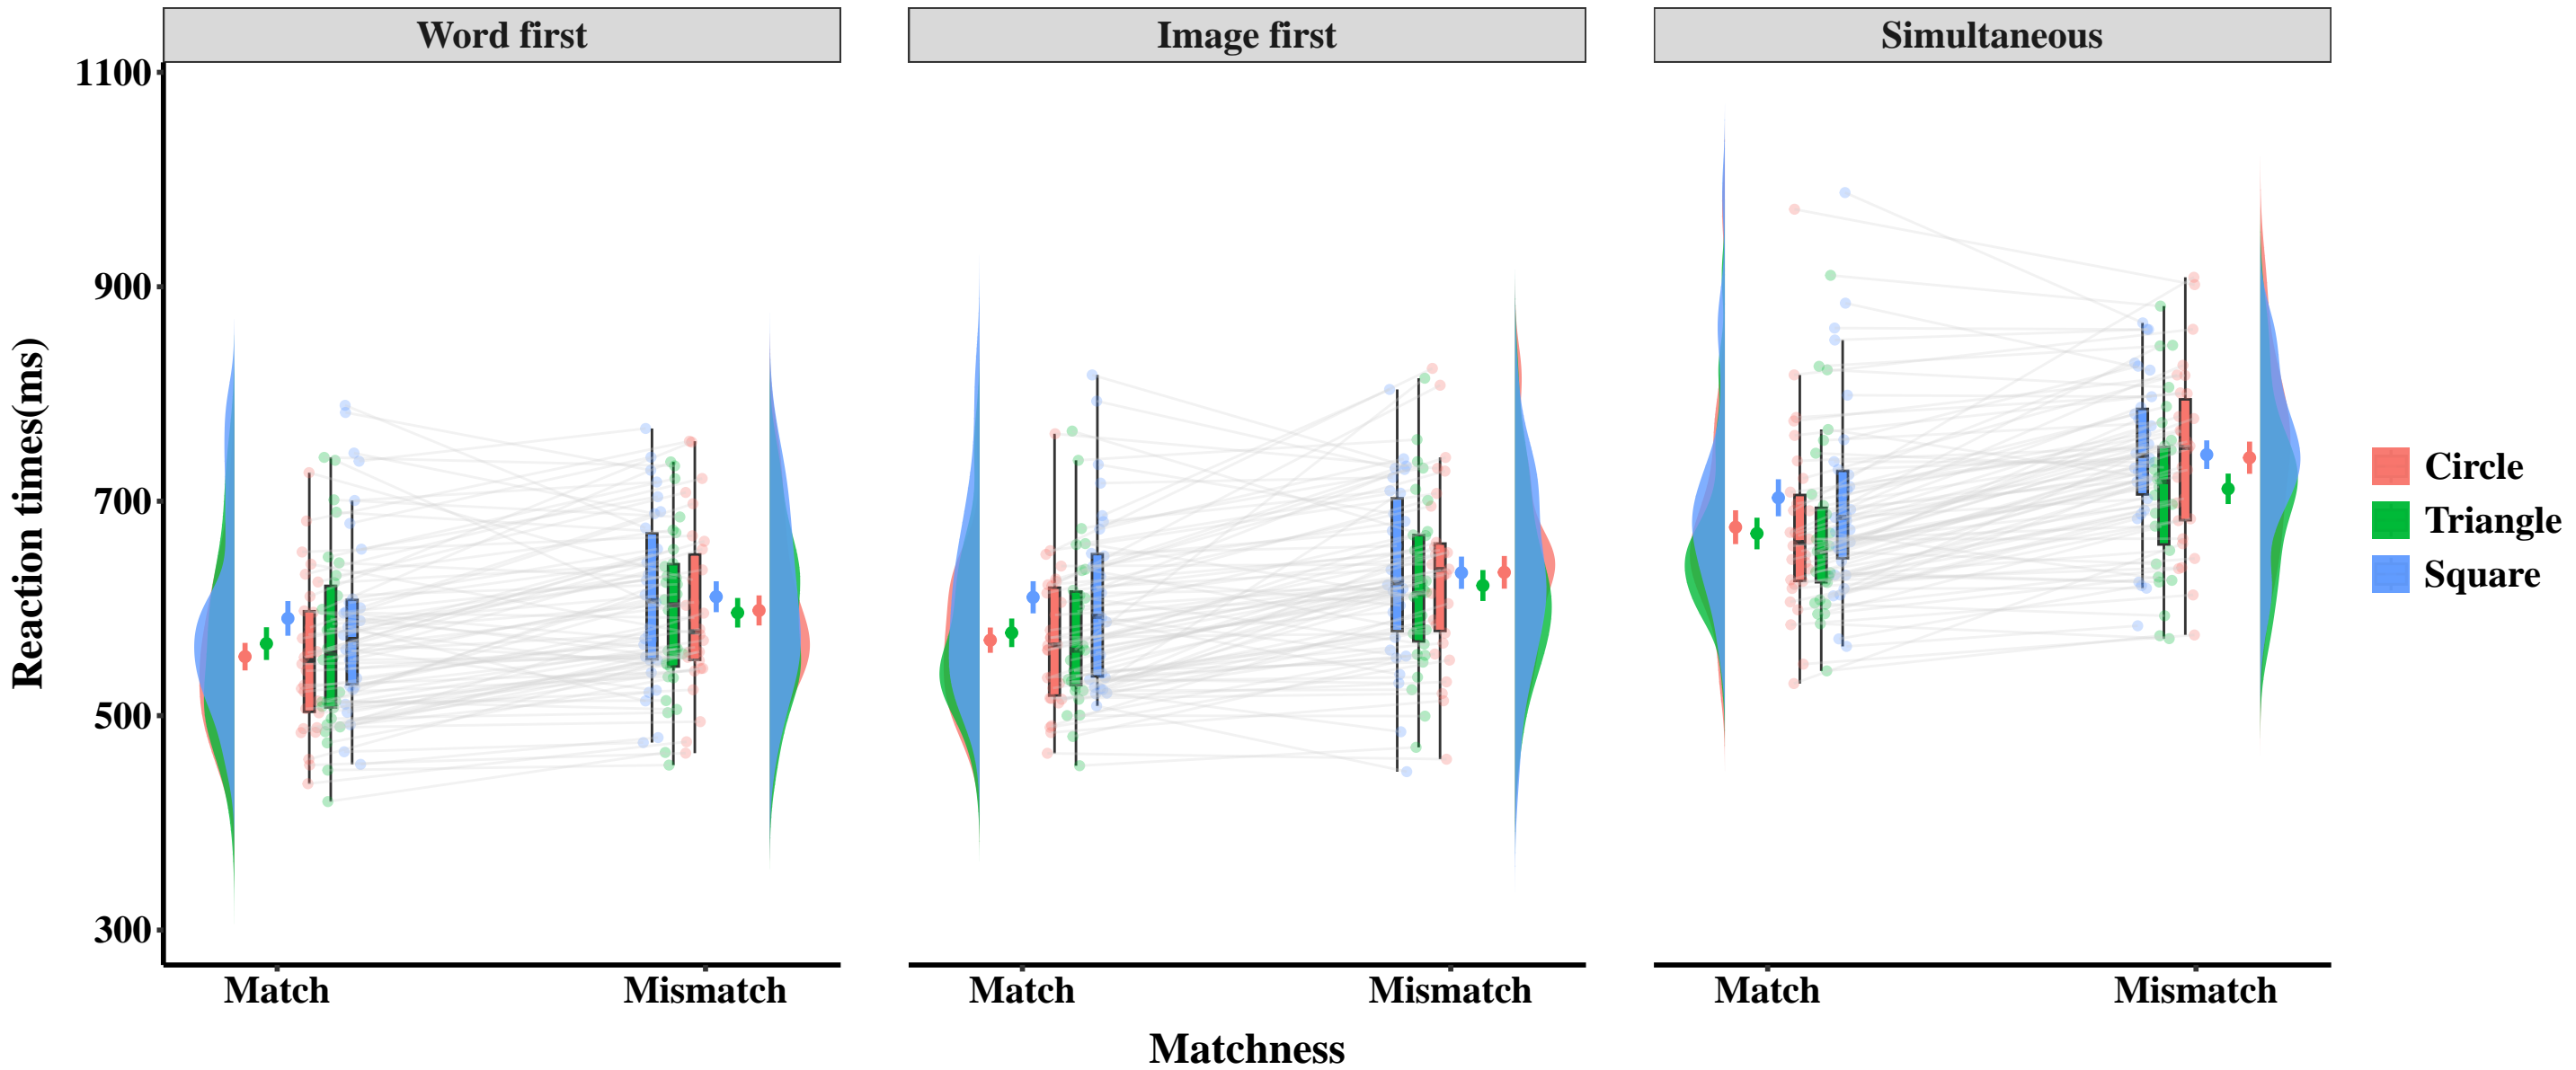 Word first
Image first
Simultaneous
1100
900
700
500
300
Reaction times(ms)
Match
Mismatch
Match
Mismatch
Match
Mismatch
Matchness
Circle
Triangle
Square